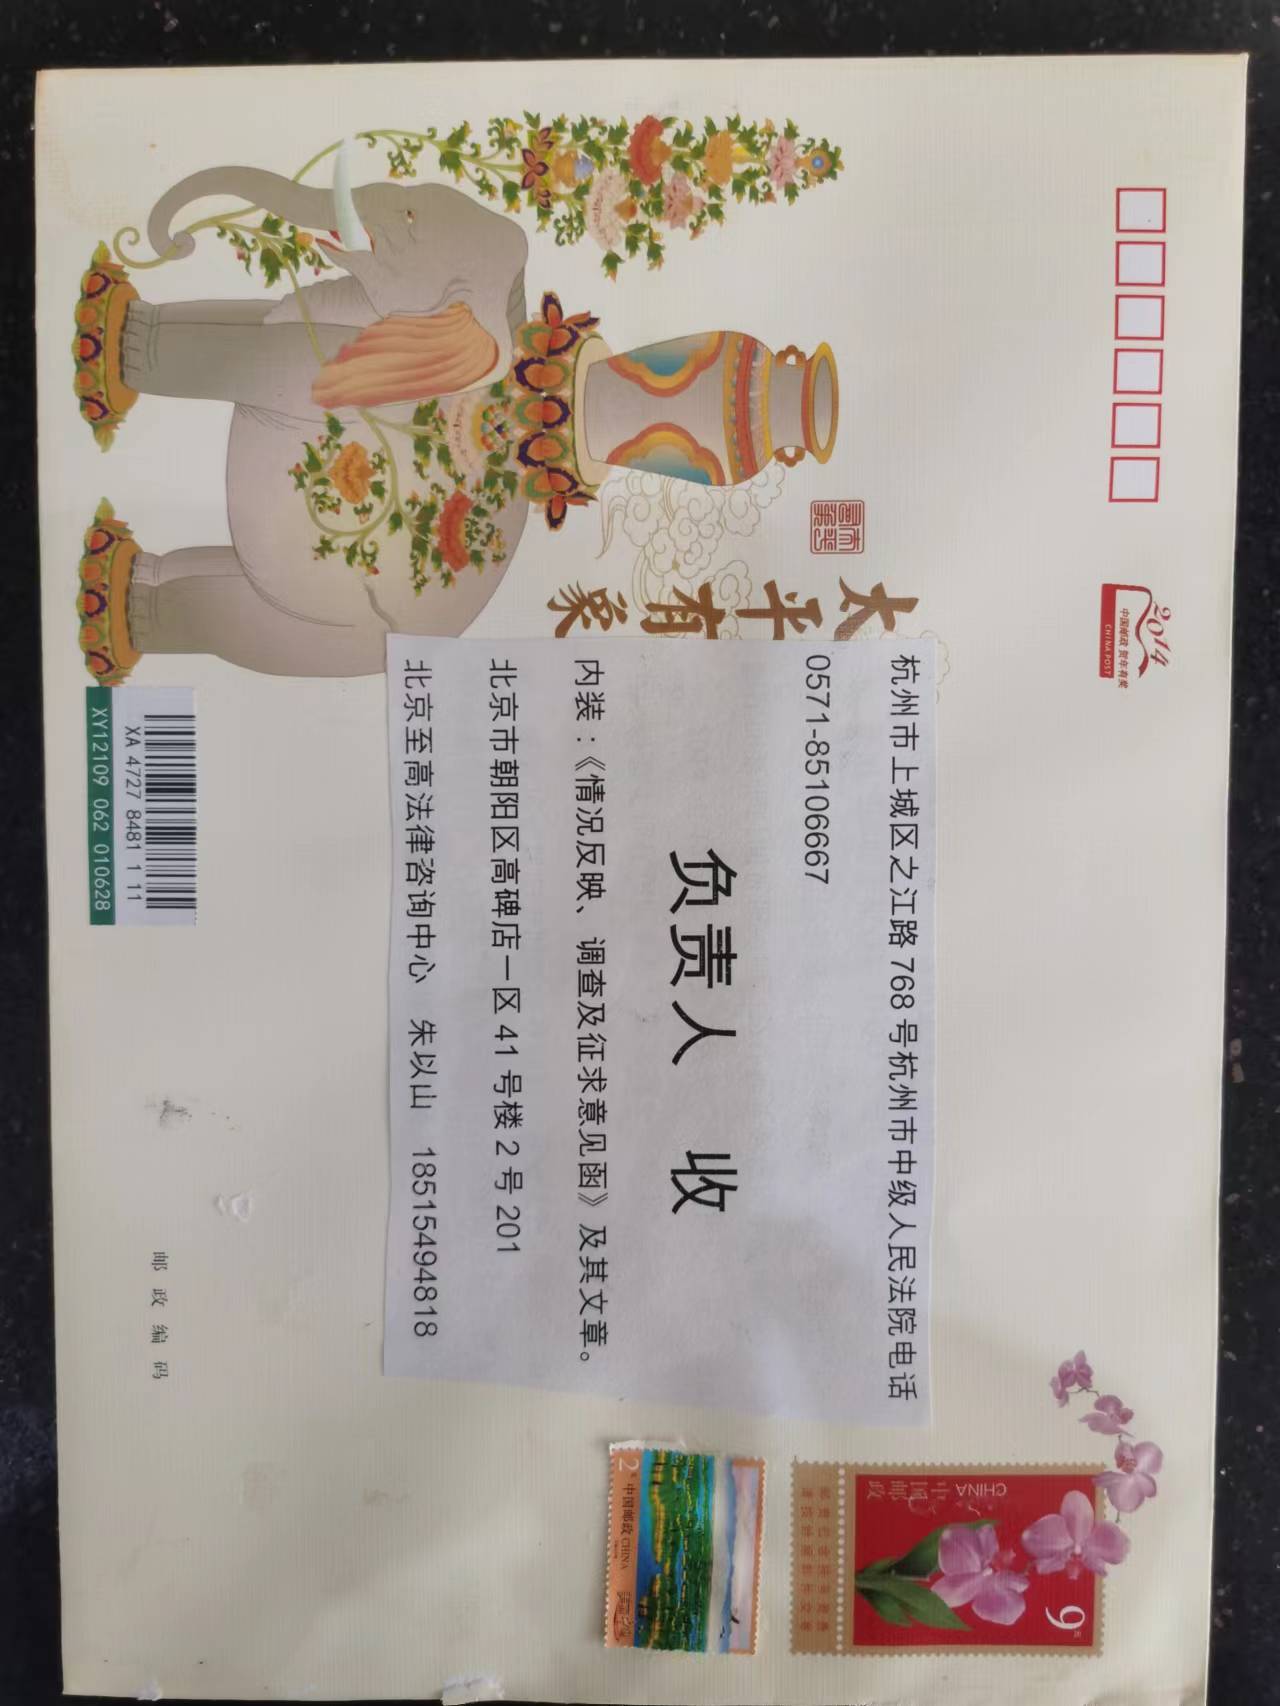 2014
中国邮政 贺年有奖
CHINA POST
太平有象
杭州市上城区之江路 768 号杭州市中级人民法院电话
0571-85106667
负责人 收
内装：《情况反映、调查及征求意见函》及其文章。
北京市朝阳区高碑店一区 41 号楼 2 号 201
北京至高法律咨询中心 朱以山 18515494818
XA 4727 8481 1 11
XY12109 062 010628
邮政编码
CHINA
中国邮政
9元
2元
中国邮政 CHINA